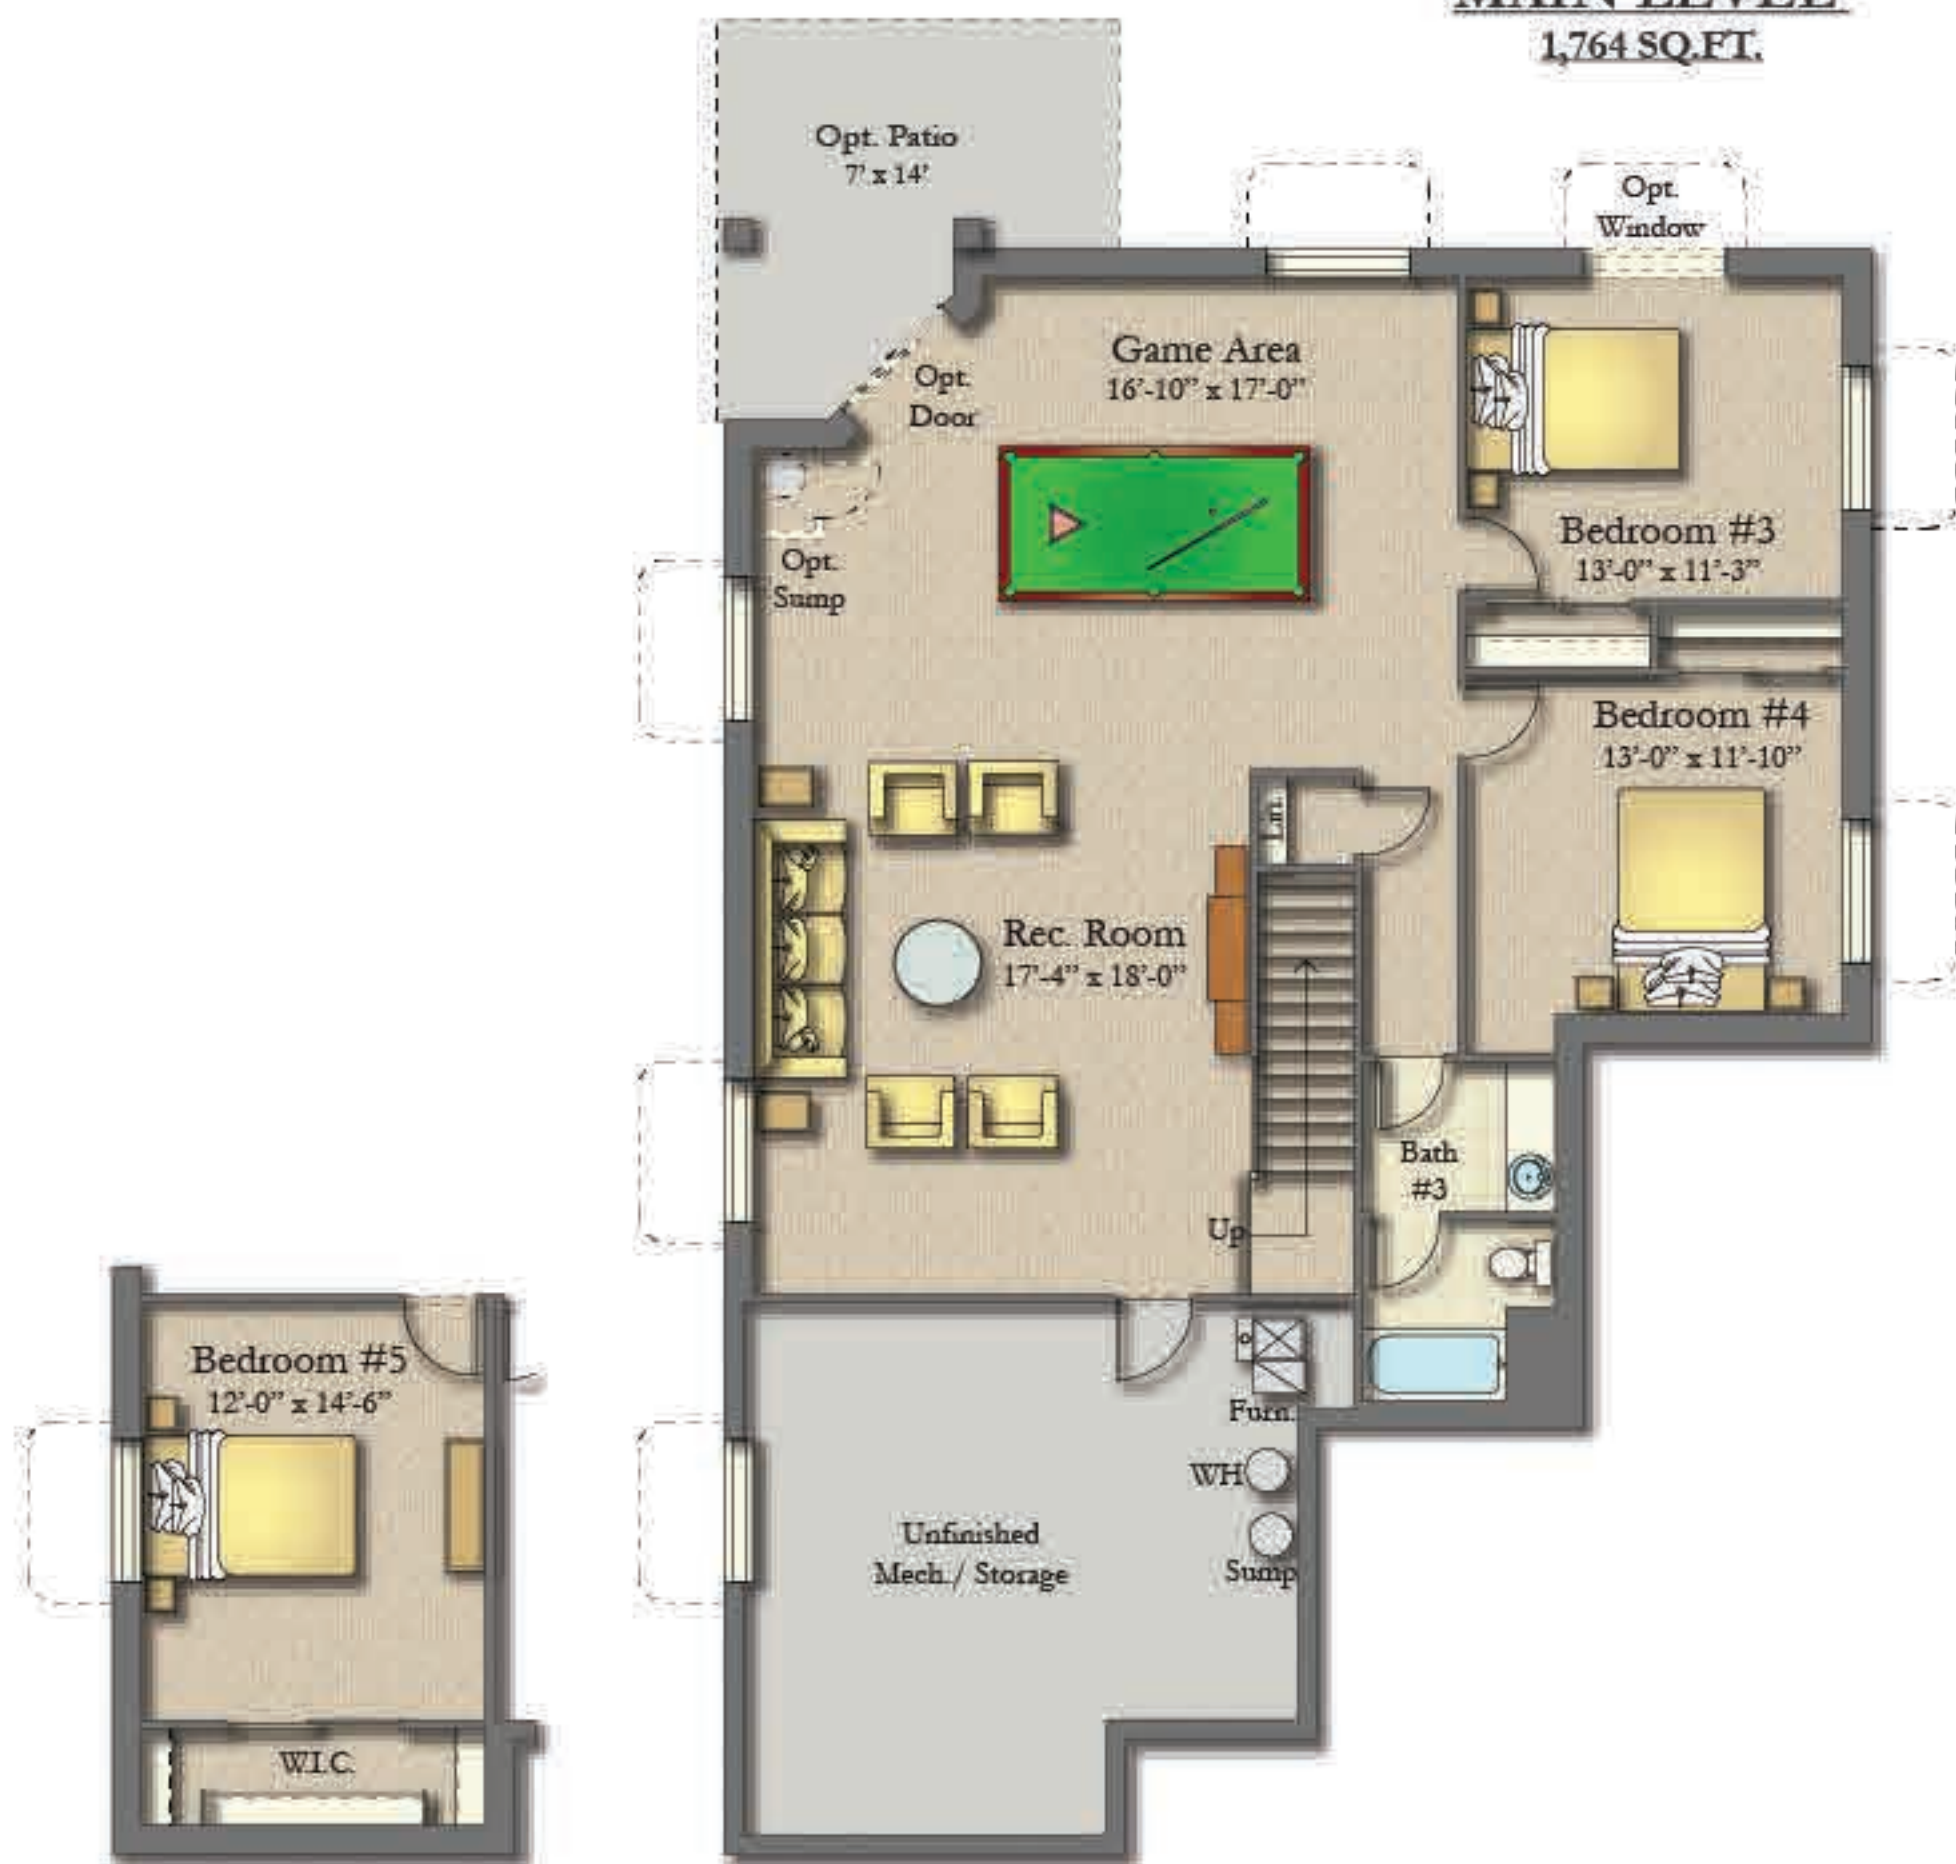 MAIN LEVEL
1,764 SQ.FT.
Opt. Patio
7' x 14'
Opt.
Window
Game Area
16'-10" x 17'-0"
Opt.
Door
Opt.
Sump
Bedroom #3
13'-0" x 11'-3"
Bedroom #4
13'-0" x 11'-10"
Lin.
Rec. Room
17'-4" x 18'-0"
Bath
#3
Up
Bedroom #5
12'-0" x 14'-6"
W.I.C.
Furn.
WH
Sump
Unfinished
Mech./ Storage